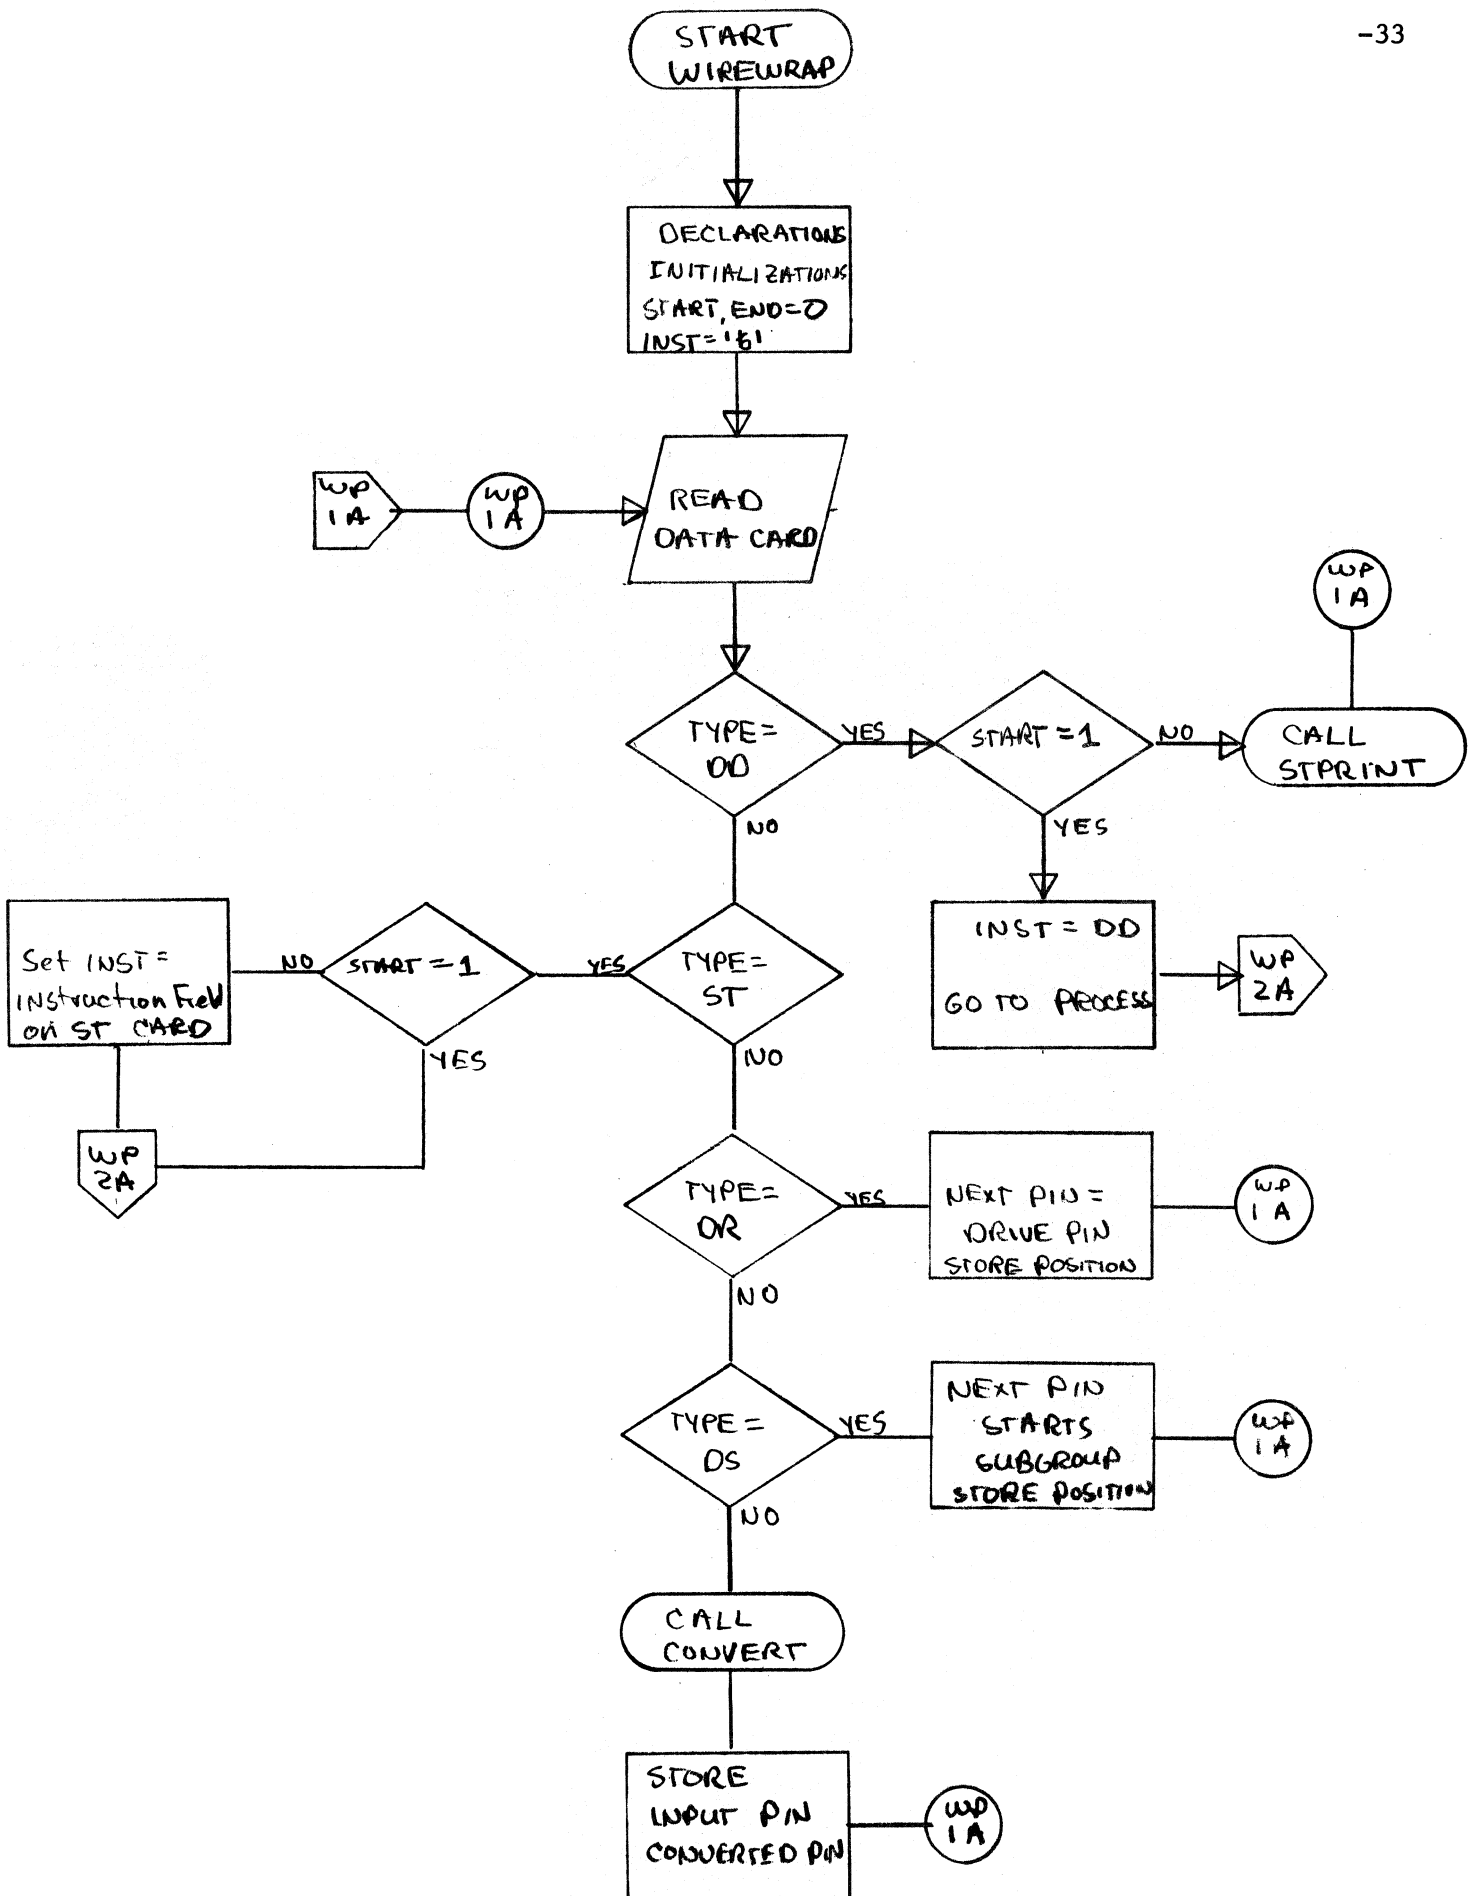 -33
START
WIREWRAP
DECLARATIONS
INITIALIZATIONS
START, END=0
INST='ƀ'
WP
1A
WP
1A
READ
DATA CARD
WP
1A
TYPE=
DD
YES
START=1
NO
CALL
STPRINT
NO
YES
INST = DD
GO TO PROCESS
WP
2A
Set INST=
INSTRUCTION FIELD
ON ST CARD
NO
START=1
YES
TYPE=
ST
YES
NO
WP
2A
TYPE=
DR
YES
NEXT PIN =
DRIVE PIN
STORE POSITION
WP
1A
NO
TYPE=
DS
YES
NEXT PIN
STARTS
SUBGROUP
STORE POSITION
WP
1A
NO
CALL
CONVERT
STORE
INPUT PIN
CONVERTED PIN
WP
1A